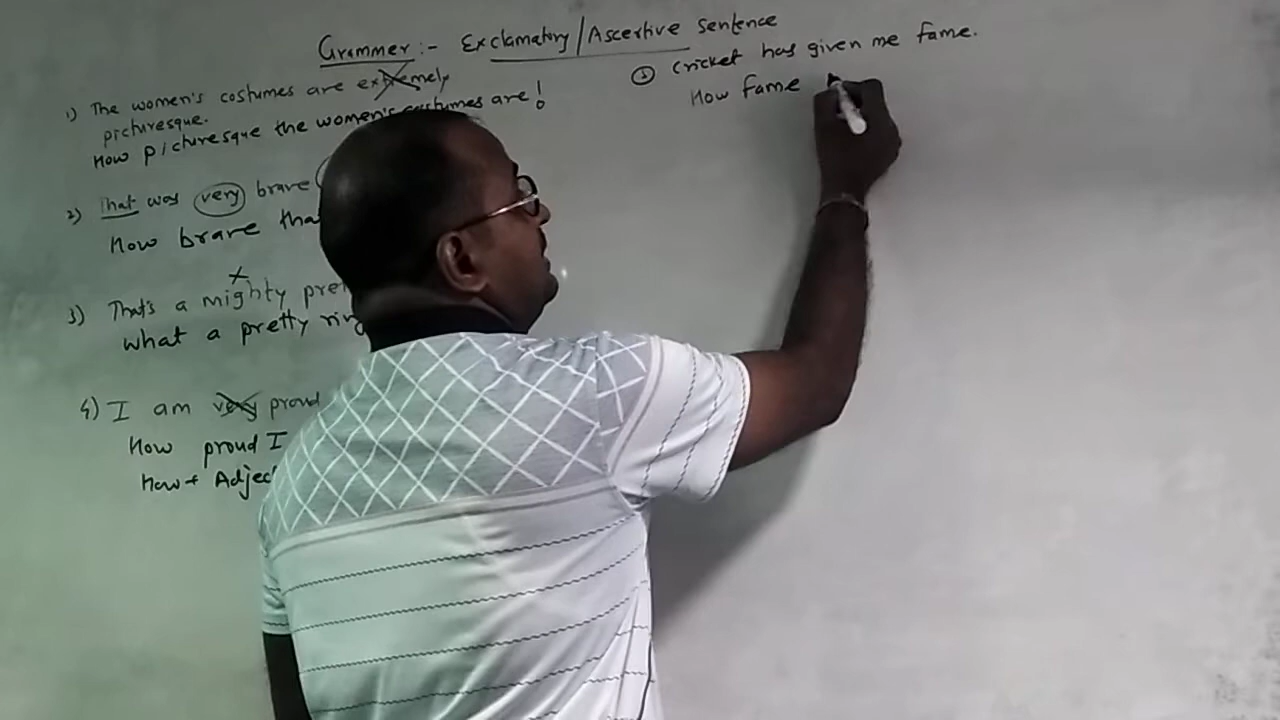 Grammer :- Exclamatory / Ascertive Sentence
1) The women's costumes are extremely
picturesque.
How picturesque the women's costumes are!
2) That was very brave
How brave tha
3) That's a mighty pre
what a pretty ring
4) I am very proud
How proud I
How + Adjec
① Cricket has given me fame.
How fame